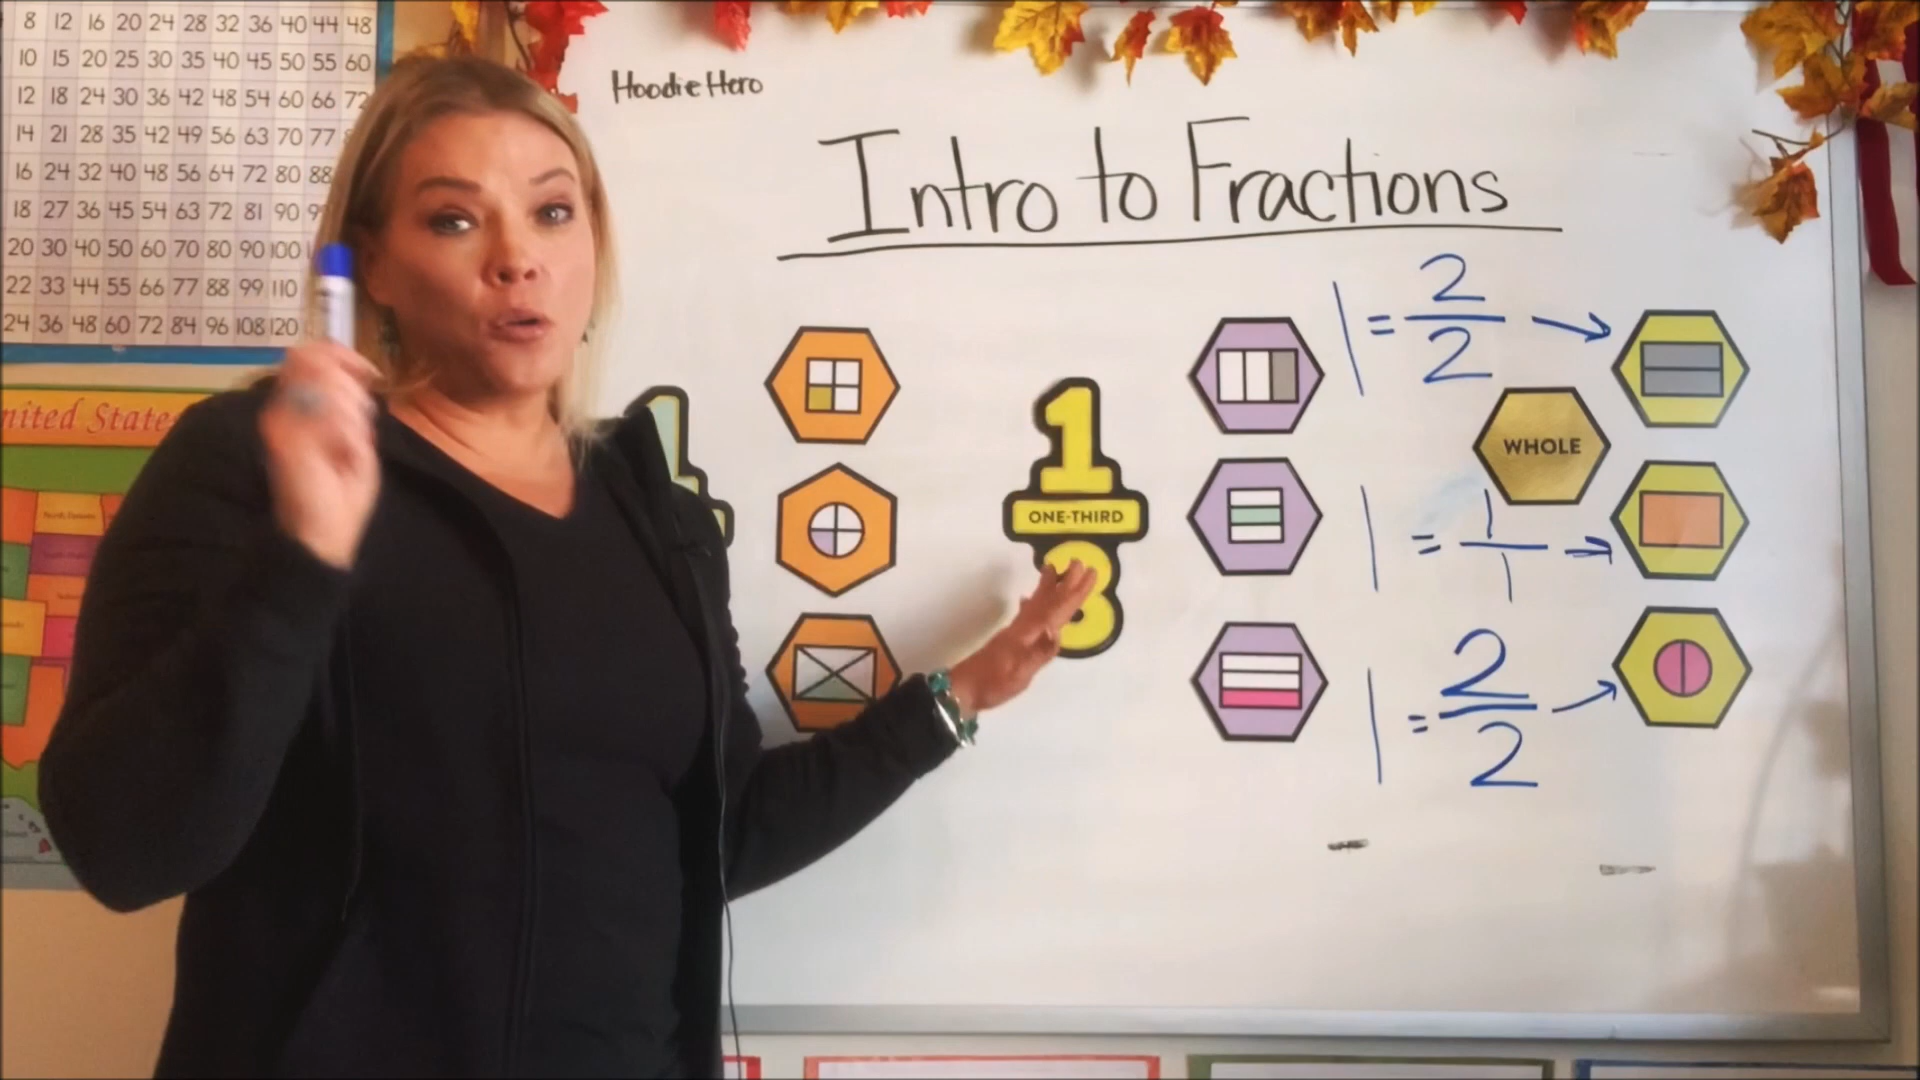 8 12 16 20 24 28 32 36 40 44 48
10 15 20 25 30 35 40 45 50 55 60
12 18 24 30 36 42 48 54 60 66 72
14 21 28 35 42 49 56 63 70 77
16 24 32 40 48 56 64 72 80 88
18 27 36 45 54 63 72 81 90
20 30 40 50 60 70 80 90 100
22 33 44 55 66 77 88 99 110
24 36 48 60 72 84 96 108 120
nited State
Hoodie Hero
Intro to Fractions
1
ONE-THIRD
3
1 = 2/2
WHOLE
1 = 1/1
1 = 2/2